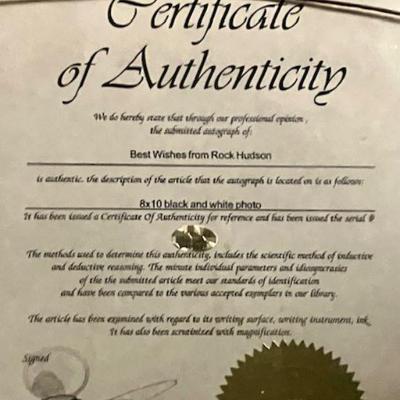 Certificate
of Authenticity
We do hereby state that through our professional opinion ,
the submitted autograph of:
Best Wishes from Rock Hudson
is authentic. the description of the article that the autograph is located on is as follows:
8x10 black and white photo
It has been issued a Certificate Of Authenticity for reference and has been issued the serial #
The methods used to determine this authenticity, includes the scientific method of inductive
and deductive reasoning. The minute individual parameters and idiosyncrasies
of the the submitted article meet our standards of identification
and have been compared to the various accepted exemplars in our library.
The article has been examined with regard to its writing surface, writing instrument, ink.
It has also been scrutinized with magnification.
Signed